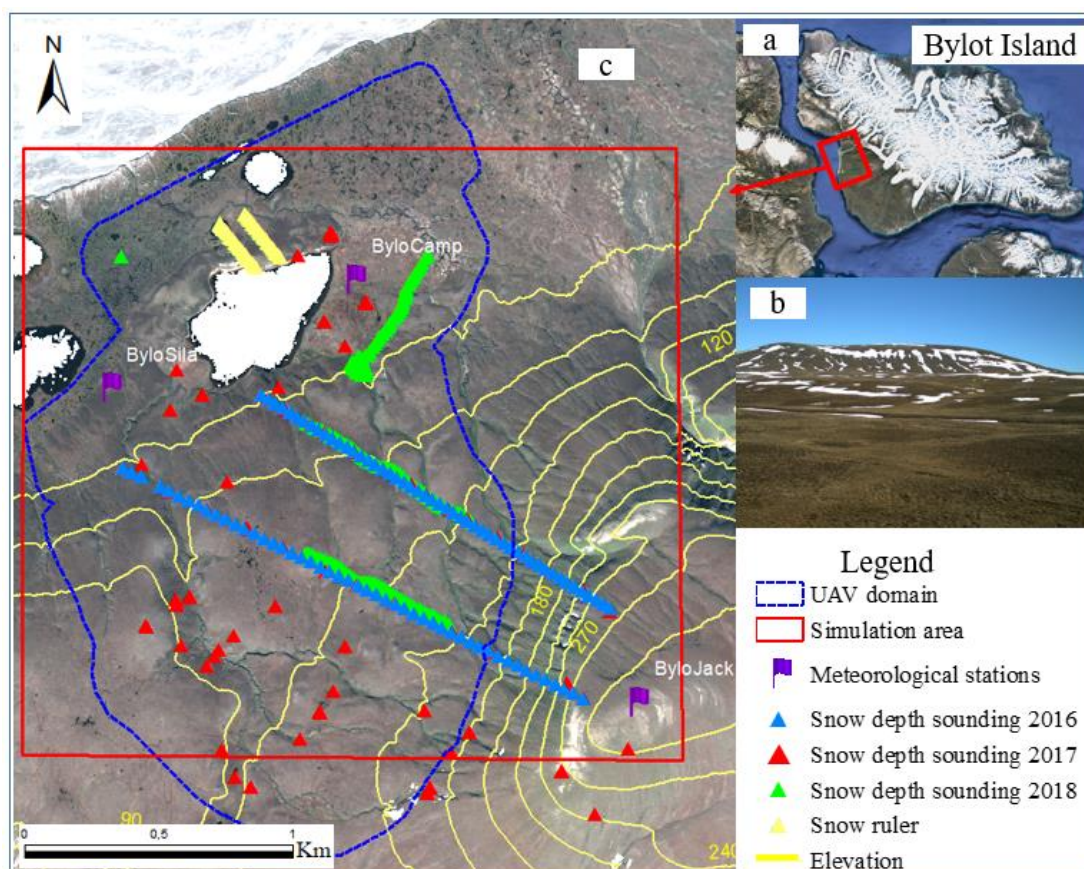 N
c
a
Bylot Island
ByloCamp
ByloSila
120
b
180
270
ByloJack
90
240
0
0,5
1
Km
Legend
UAV domain
Simulation area
Meteorological stations
Snow depth sounding 2016
Snow depth sounding 2017
Snow depth sounding 2018
Snow ruler
Elevation